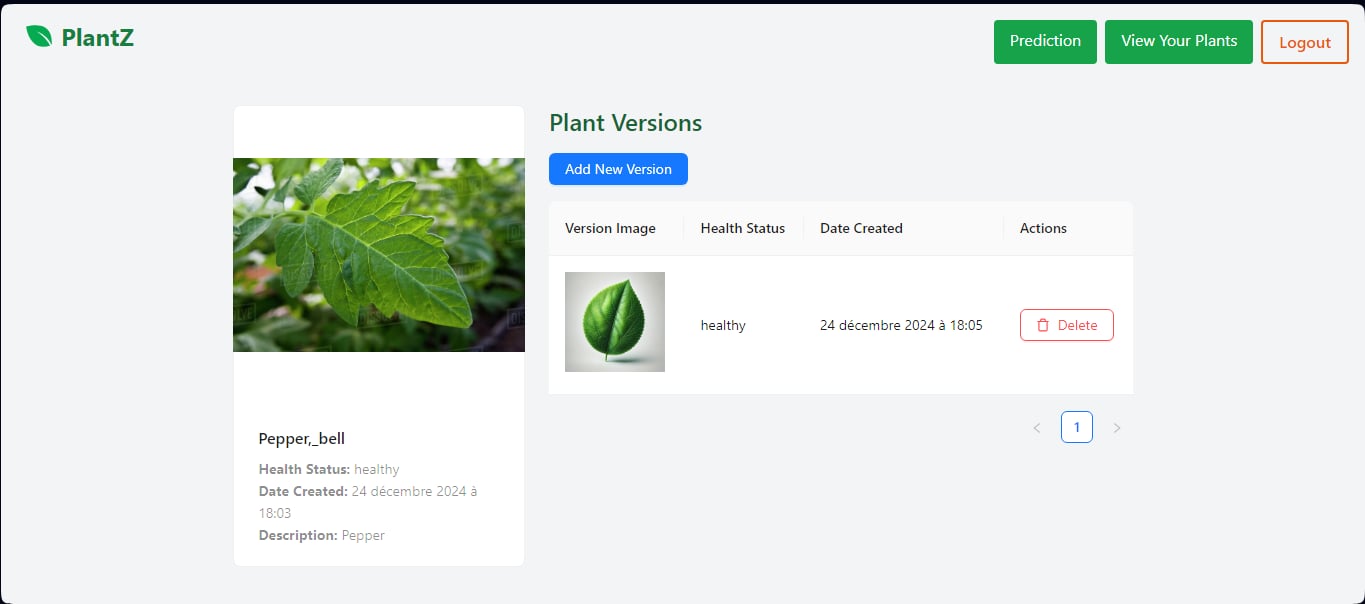 PlantZ
Prediction
View Your Plants
Logout
Plant Versions
Add New Version
Version Image
Health Status
Date Created
Actions
healthy
24 décembre 2024 à 18:05
Delete
1
Pepper,_bell
Health Status: healthy
Date Created: 24 décembre 2024 à
18:03
Description: Pepper